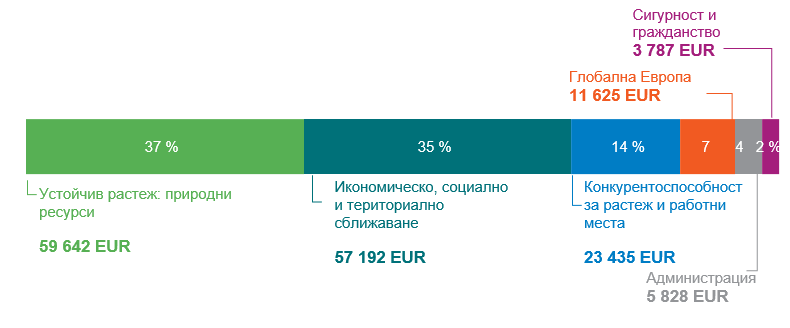 Сигурност и
гражданство
3 787 EUR
Глобална Европа
11 625 EUR
37 %
35 %
14 %
7
4
2 %
Устойчив растеж: природни
ресурси
59 642 EUR
Икономическо, социално
и териториално
сближаване
57 192 EUR
Конкурентоспособност
за растеж и работни
места
23 435 EUR
Администрация
5 828 EUR